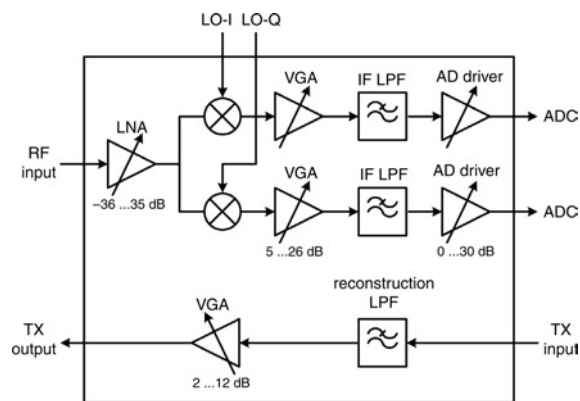 LO-I LO-Q
VGA IF LPF AD driver
ADC
LNA
RF
input
−36 ...35 dB
VGA IF LPF AD driver
ADC
5 ...26 dB 0 ...30 dB
reconstruction
LPF
VGA
TX
output
TX
input
2 ...12 dB